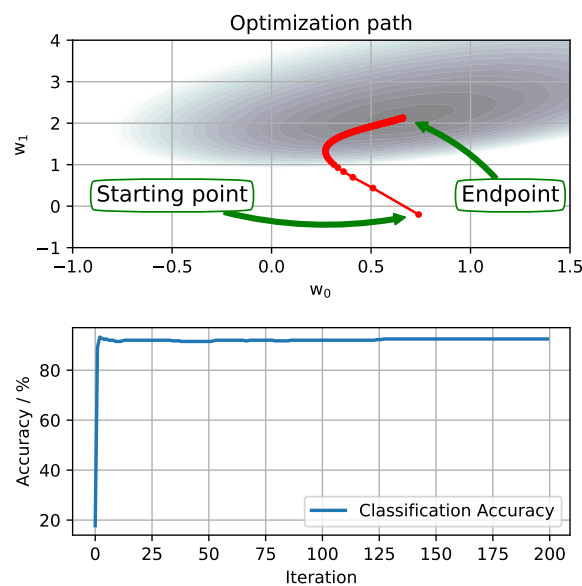 Optimization path
4
3
2
1
0
−1
w1
Starting point
Endpoint
−1.0 −0.5 0.0 0.5 1.0 1.5
w0
80
60
40
20
Accuracy / %
Classification Accuracy
0 25 50 75 100 125 150 175 200
Iteration